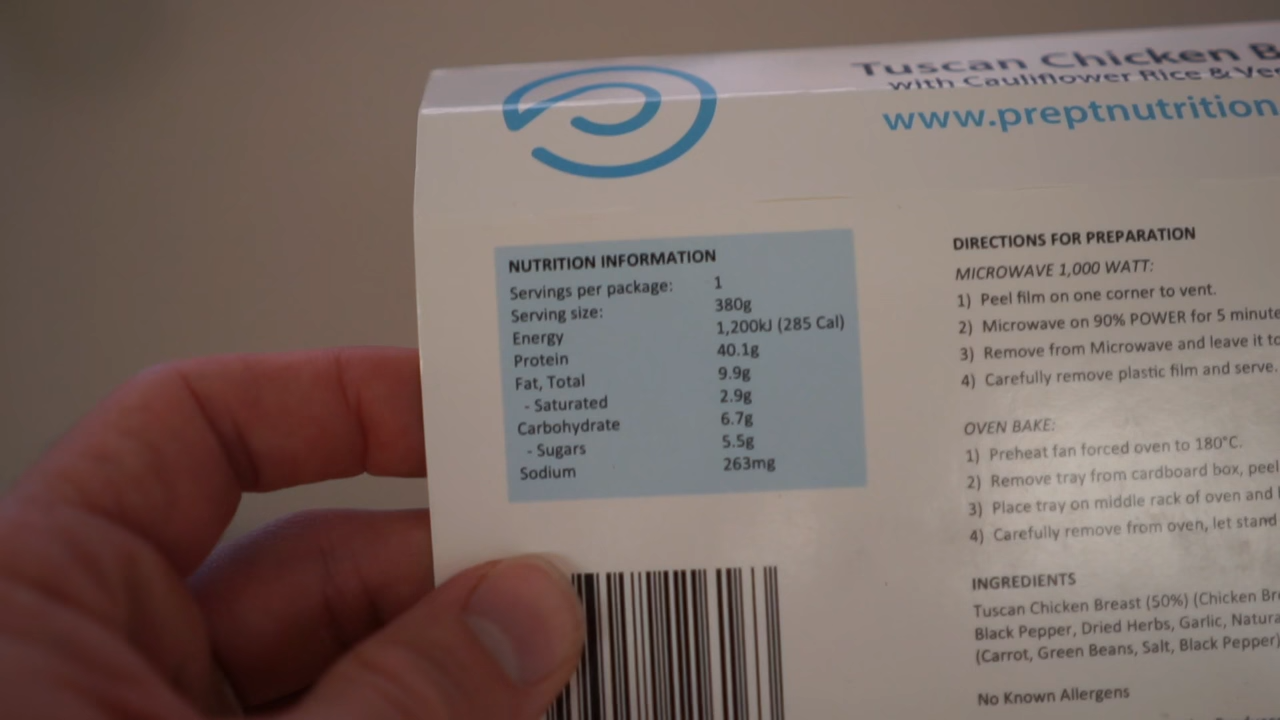 Tuscan Chicken B
with Cauliflower Rice & Ve
www.preptnutrition
NUTRITION INFORMATION
Servings per package: 1
Serving size: 380g
Energy 1,200kJ (285 Cal)
Protein 40.1g
Fat, Total 9.9g
- Saturated 2.9g
Carbohydrate 6.7g
- Sugars 5.5g
Sodium 263mg
DIRECTIONS FOR PREPARATION
MICROWAVE 1,000 WATT:
1) Peel film on one corner to vent.
2) Microwave on 90% POWER for 5 minute
3) Remove from Microwave and leave it to
4) Carefully remove plastic film and serve.
OVEN BAKE:
1) Preheat fan forced oven to 180°C.
2) Remove tray from cardboard box, peel
3) Place tray on middle rack of oven and
4) Carefully remove from oven, let stand
INGREDIENTS
Tuscan Chicken Breast (50%) (Chicken Br
Black Pepper, Dried Herbs, Garlic, Natura
(Carrot, Green Beans, Salt, Black Pepper)
No Known Allergens